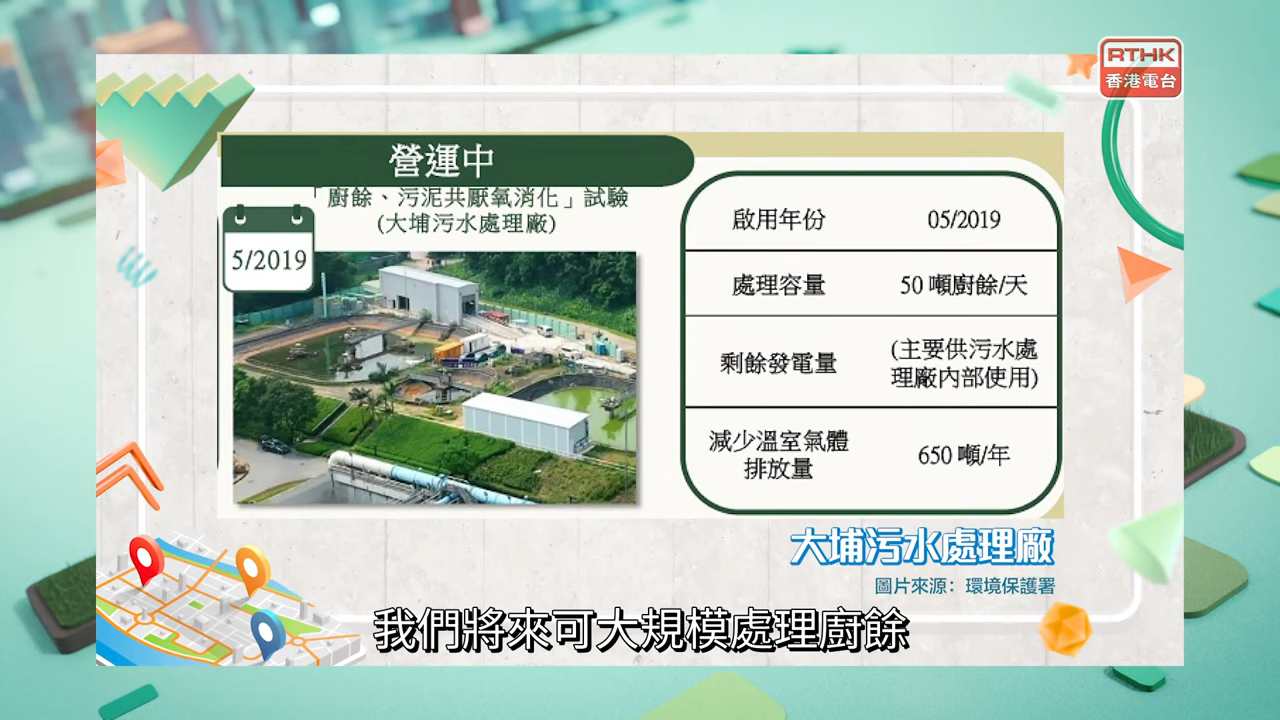 RTHK
香港電台
營運中
「廚餘、污泥共厭氧消化」試驗
(大埔污水處理廠)
5/2019
啟用年份 05/2019
處理容量 50 噸廚餘/天
剩餘發電量 (主要供污水處
理廠內部使用)
減少溫室氣體
排放量 650 噸/年
大埔污水處理廠
圖片來源：環境保護署
我們將來可大規模處理廚餘